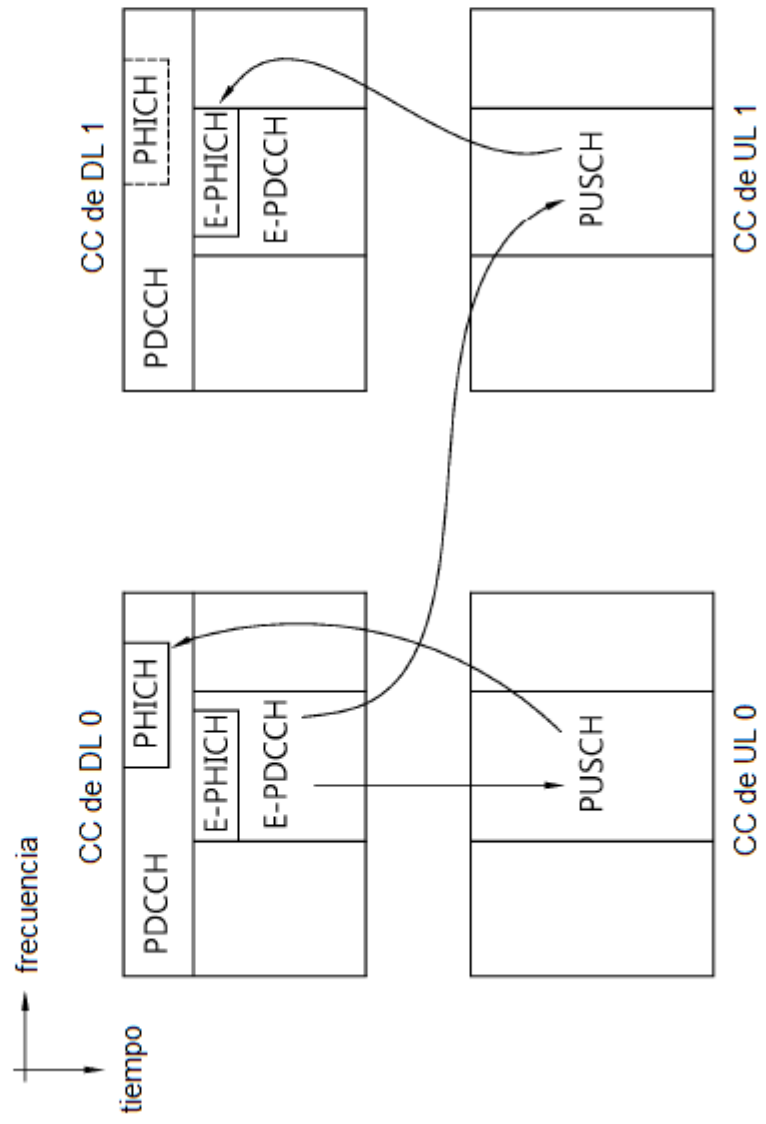 frecuencia
tiempo
CC de DL 0
CC de DL 1
PDCCH
PHICH
PDCCH
PHICH
E-PHICH
E-PDCCH
E-PHICH
E-PDCCH
PUSCH
PUSCH
CC de UL 0
CC de UL 1